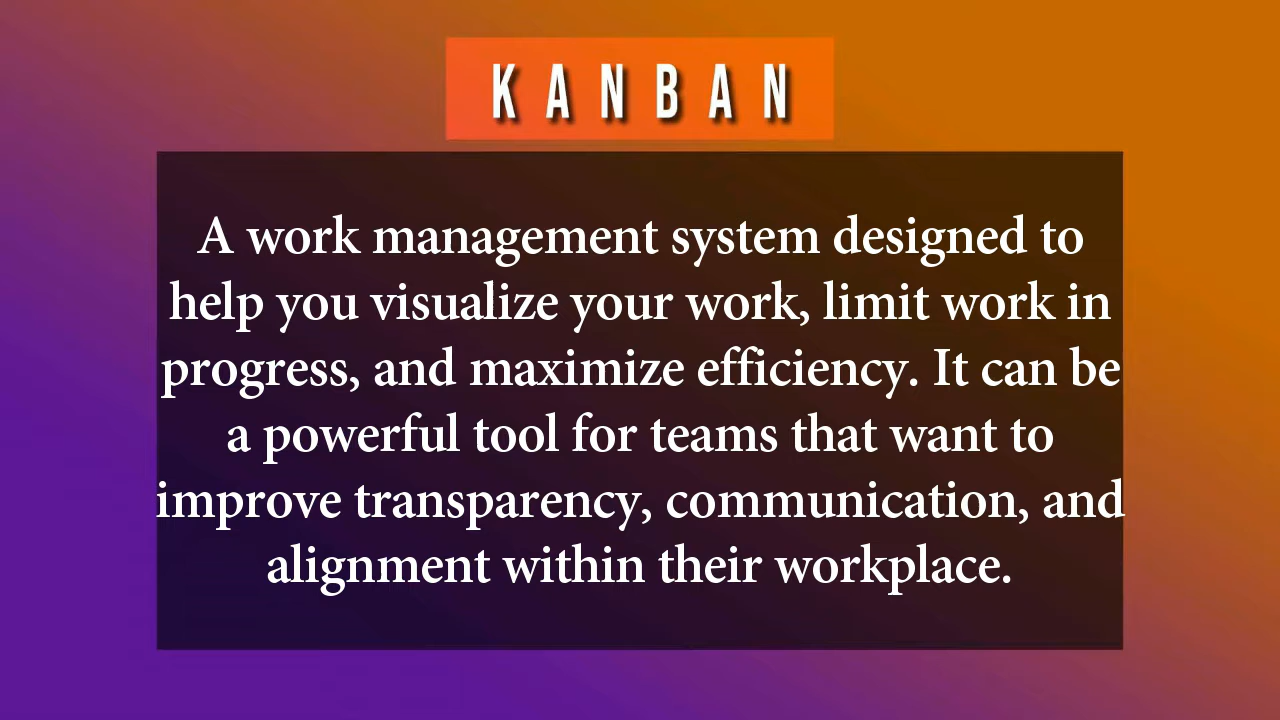 KANBAN
A work management system designed to
help you visualize your work, limit work in
progress, and maximize efficiency. It can be
a powerful tool for teams that want to
improve transparency, communication, and
alignment within their workplace.